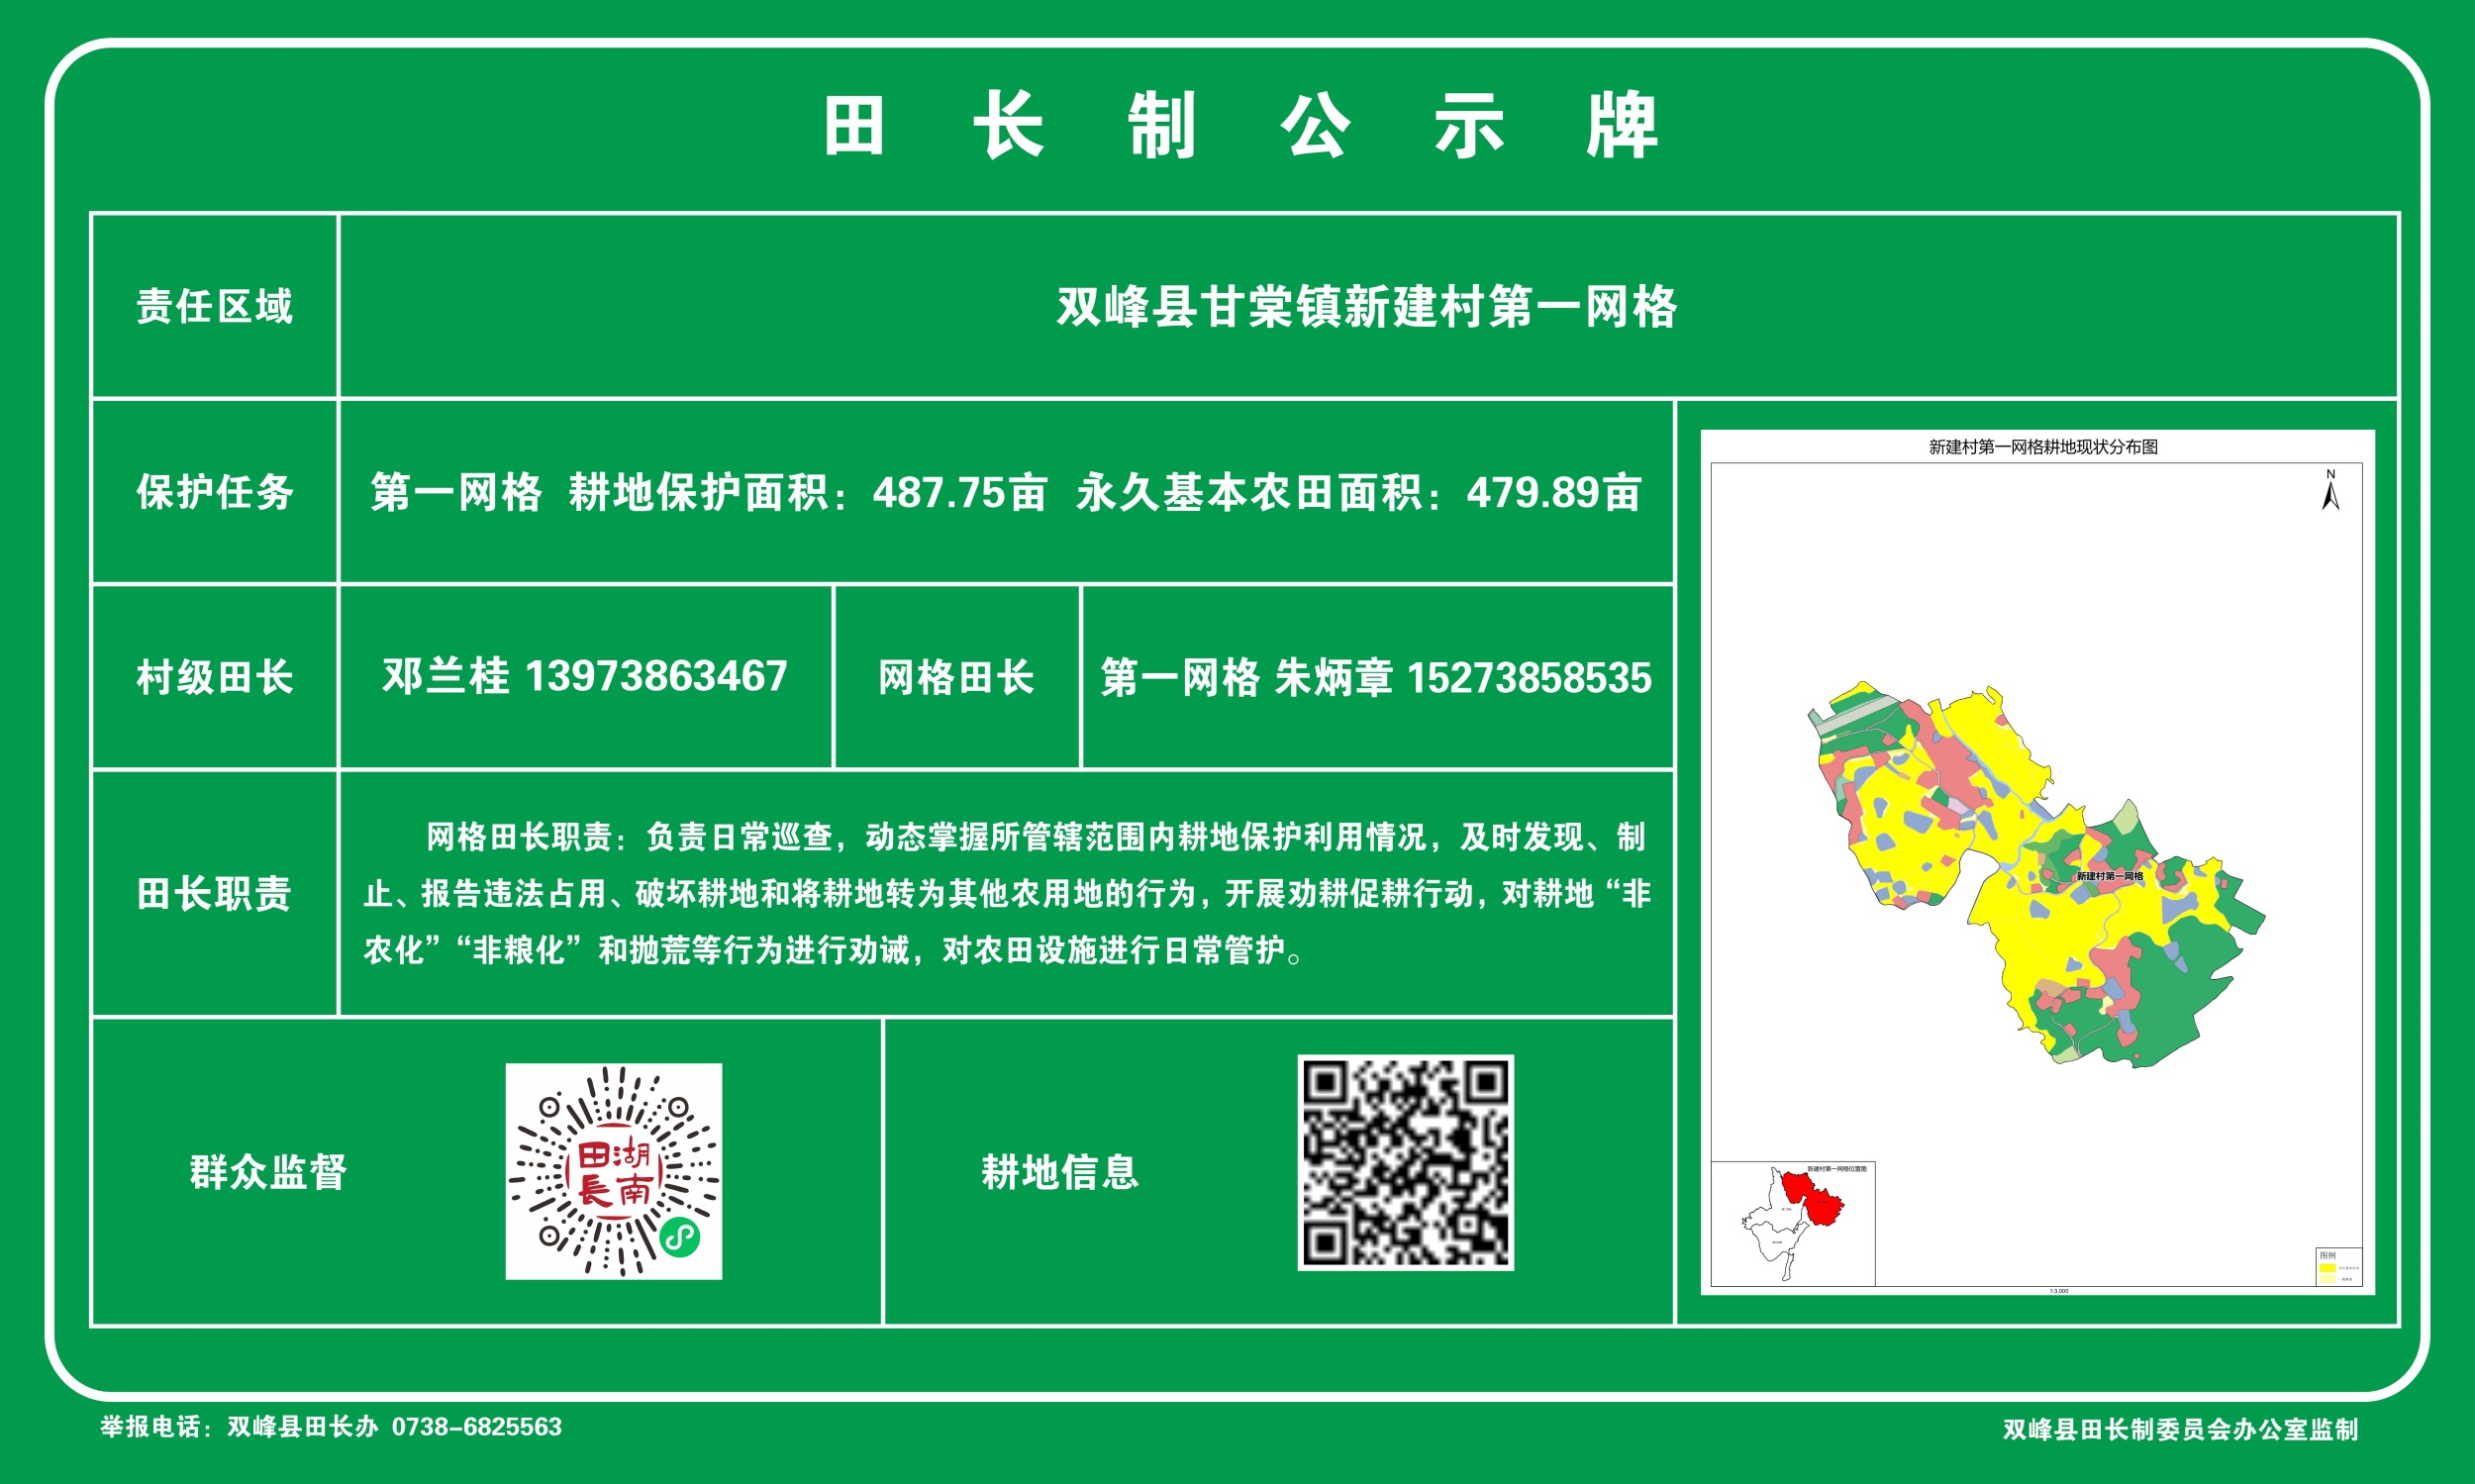 田长制公示牌
责任区域
双峰县甘棠镇新建村第一网格
保护任务
第一网格 耕地保护面积：487.75亩 永久基本农田面积：479.89亩
村级田长
邓兰桂 13973863467
网格田长
第一网格 朱炳章 15273858535
田长职责
网格田长职责：负责日常巡查，动态掌握所管辖范围内耕地保护利用情况，及时发现、制
止、报告违法占用、破坏耕地和将耕地转为其他农用地的行为，开展劝耕促耕行动，对耕地“非
农化”“非粮化”和抛荒等行为进行劝诫，对农田设施进行日常管护。
群众监督
湖南
田長
耕地信息
新建村第一网格耕地现状分布图
N
新建村第一网格
新建村第一网格位置图
图例
1:3,000
举报电话：双峰县田长办 0738-6825563
双峰县田长制委员会办公室监制